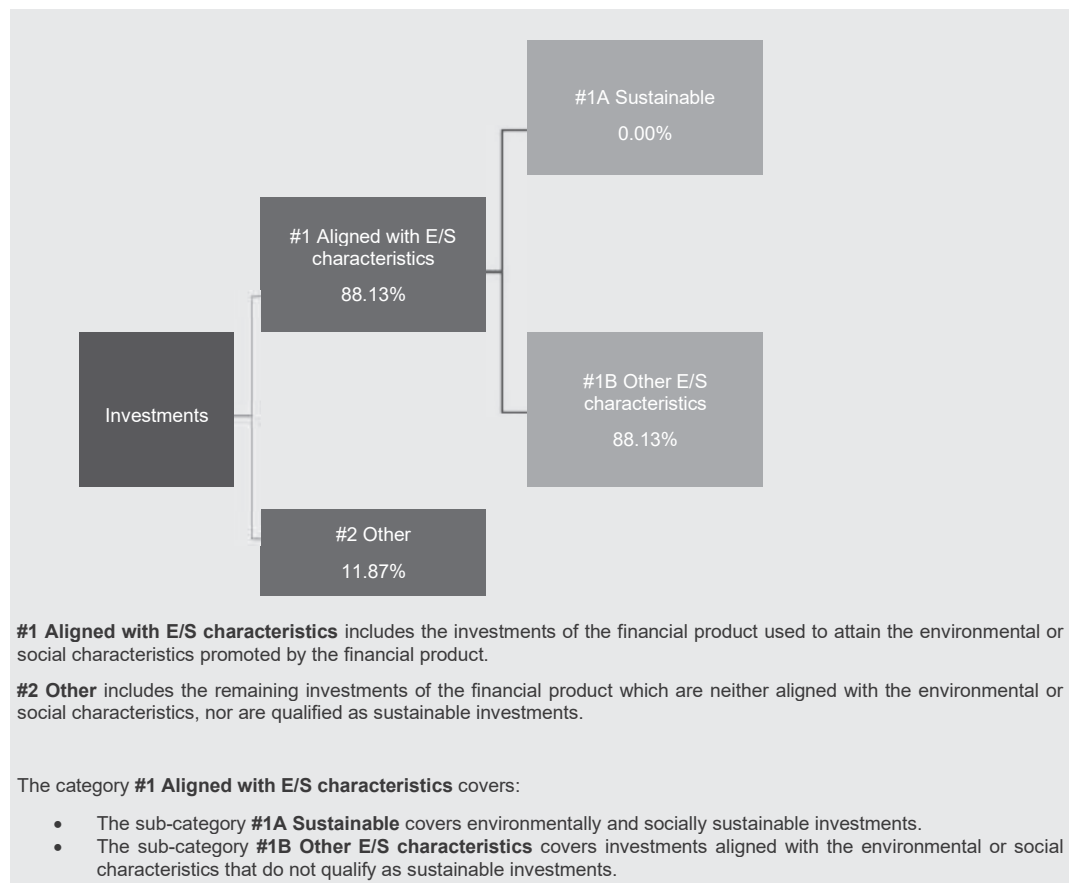 #1A Sustainable
0.00%
#1 Aligned with E/S
characteristics
88.13%
Investments
#1B Other E/S
characteristics
88.13%
#2 Other
11.87%
#1 Aligned with E/S characteristics includes the investments of the financial product used to attain the environmental or
social characteristics promoted by the financial product.
#2 Other includes the remaining investments of the financial product which are neither aligned with the environmental or
social characteristics, nor are qualified as sustainable investments.
The category #1 Aligned with E/S characteristics covers:
• The sub-category #1A Sustainable covers environmentally and socially sustainable investments.
• The sub-category #1B Other E/S characteristics covers investments aligned with the environmental or social
characteristics that do not qualify as sustainable investments.